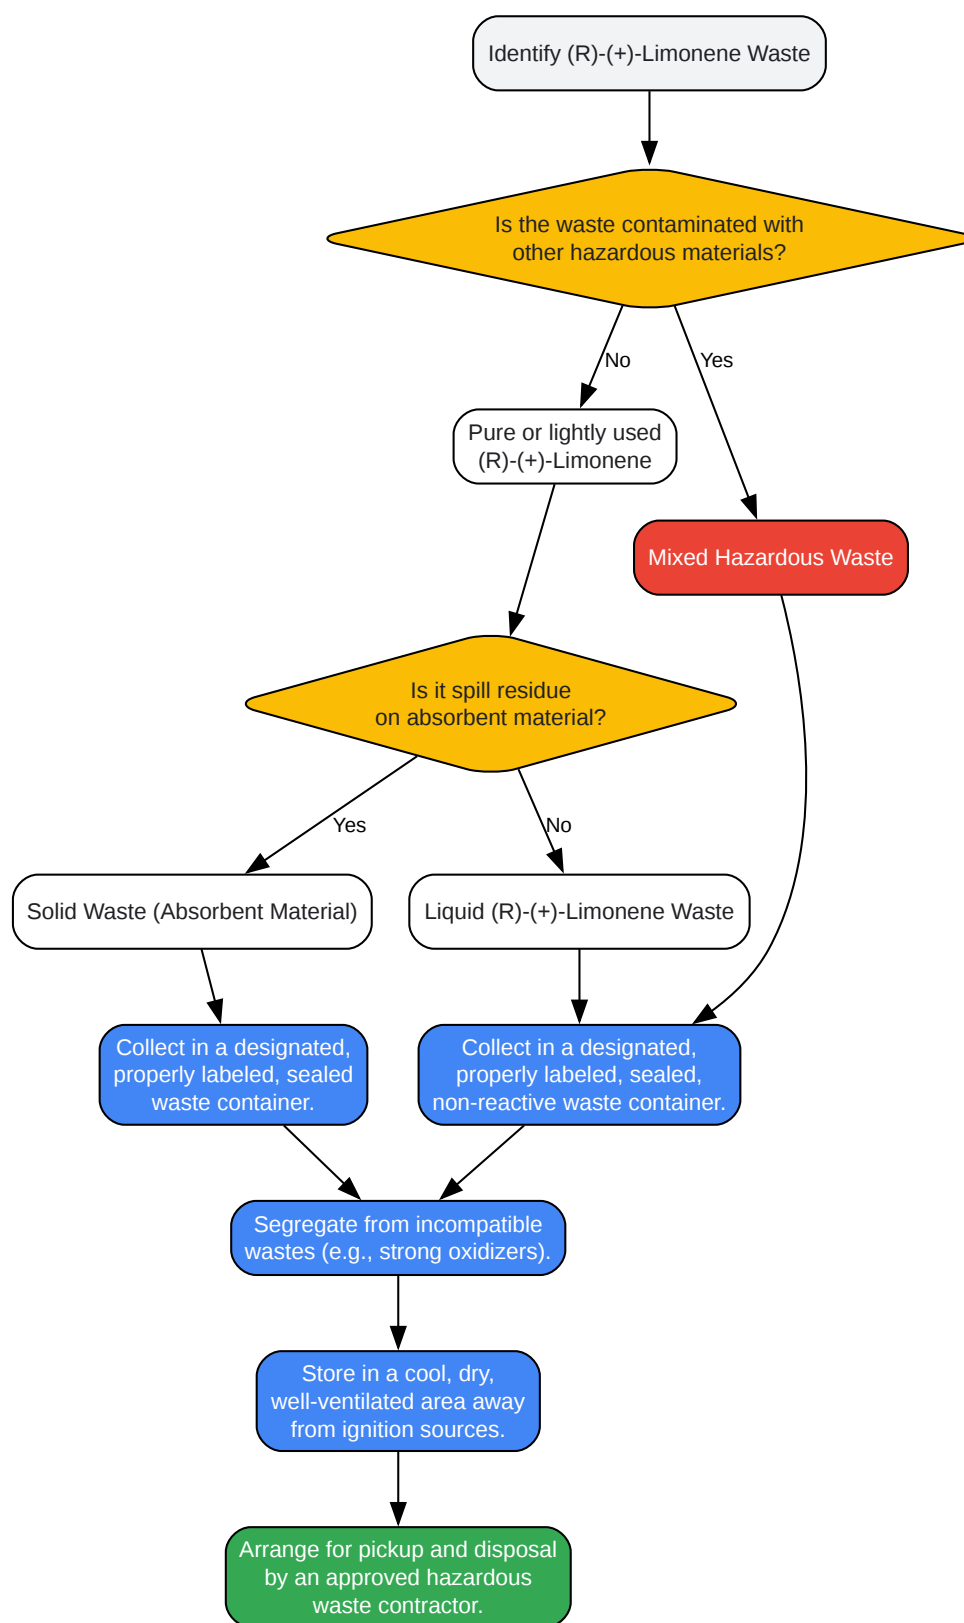 Identify (R)-(+)-Limonene Waste
Is the waste contaminated with
other hazardous materials?
No
Yes
Pure or lightly used
(R)-(+)-Limonene
Mixed Hazardous Waste
Is it spill residue
on absorbent material?
Yes
No
Solid Waste (Absorbent Material)
Liquid (R)-(+)-Limonene Waste
Collect in a designated,
properly labeled, sealed
waste container.
Collect in a designated,
properly labeled, sealed,
non-reactive waste container.
Segregate from incompatible
wastes (e.g., strong oxidizers).
Store in a cool, dry,
well-ventilated area away
from ignition sources.
Arrange for pickup and disposal
by an approved hazardous
waste contractor.